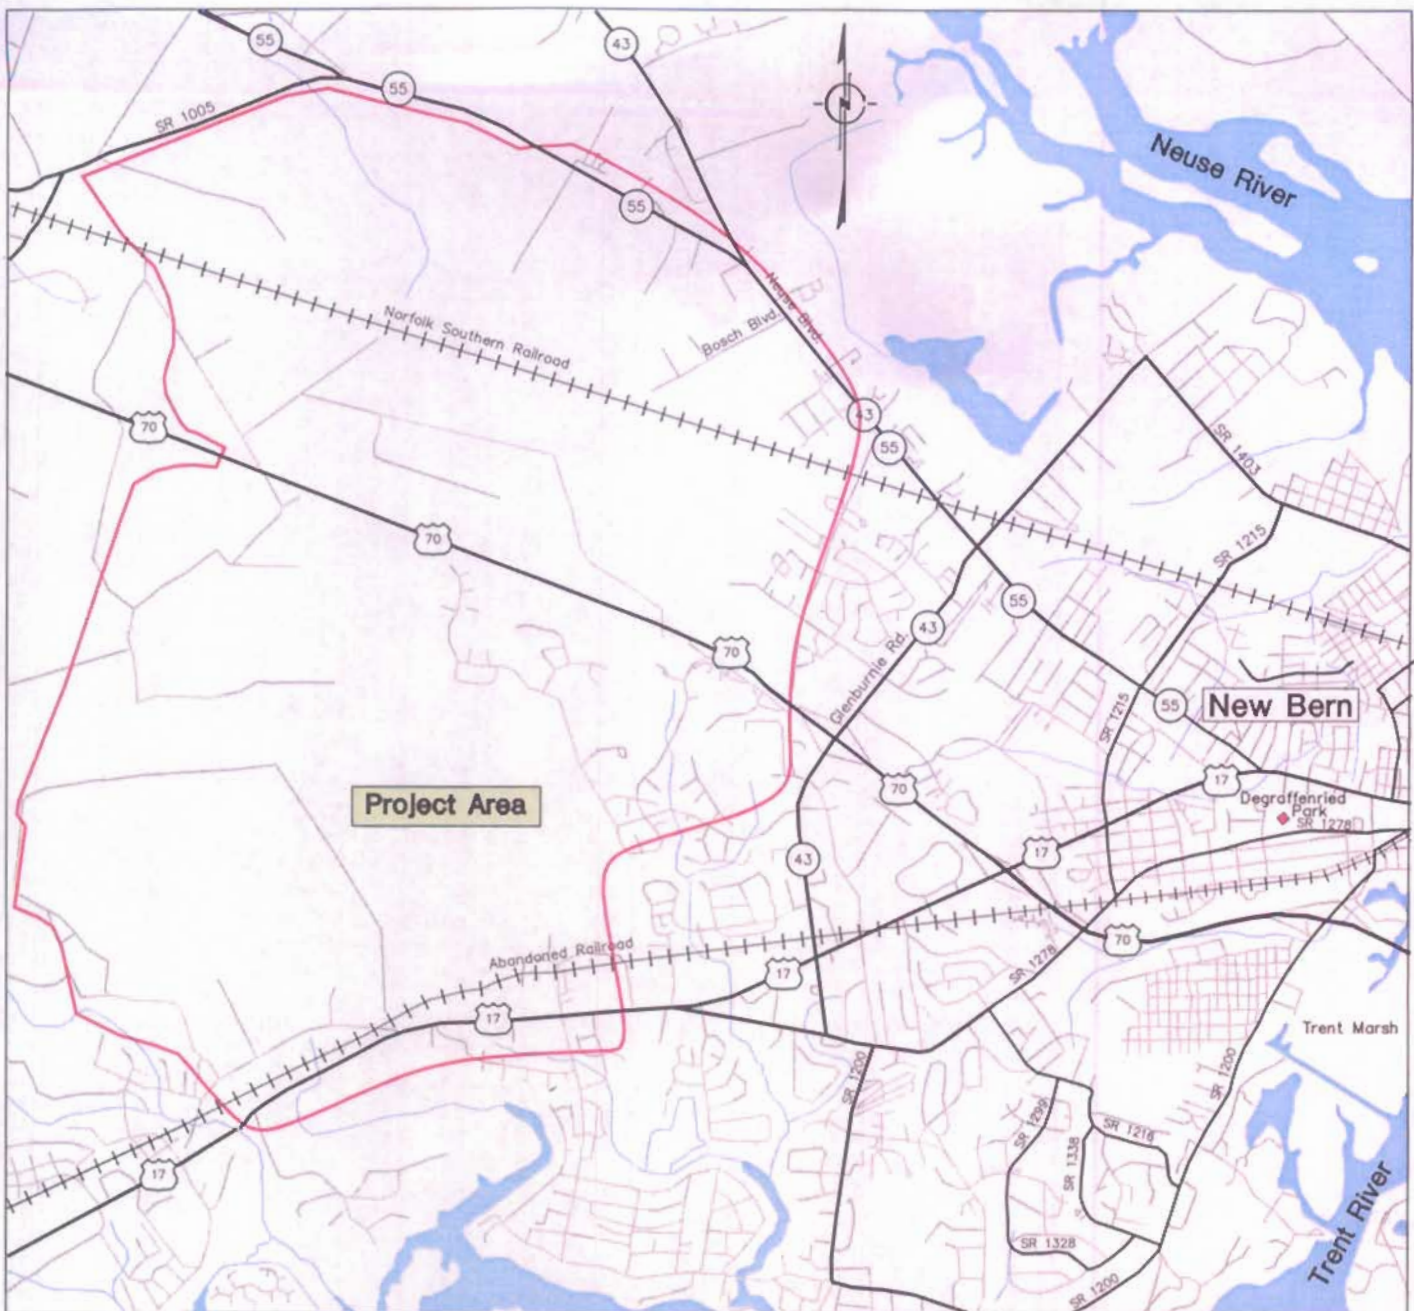 55
43
55
SR 1005
Neuse River
55
Neuse Blvd.
Norfolk Southern Railroad
Bosch Blvd.
70
43
55
SR 1403
70
SR 1215
55
43
70
Glenburnie Rd.
SR 1215
55
New Bern
17
70
Degraffenried
Park
SR 1278
Project Area
17
43
Abandoned Railroad
70
17
SR 1278
17
Trent Marsh
SR 1200
SR 1200
SR 1299
SR 1338
SR 1216
17
Trent River
SR 1328
SR 1200
N